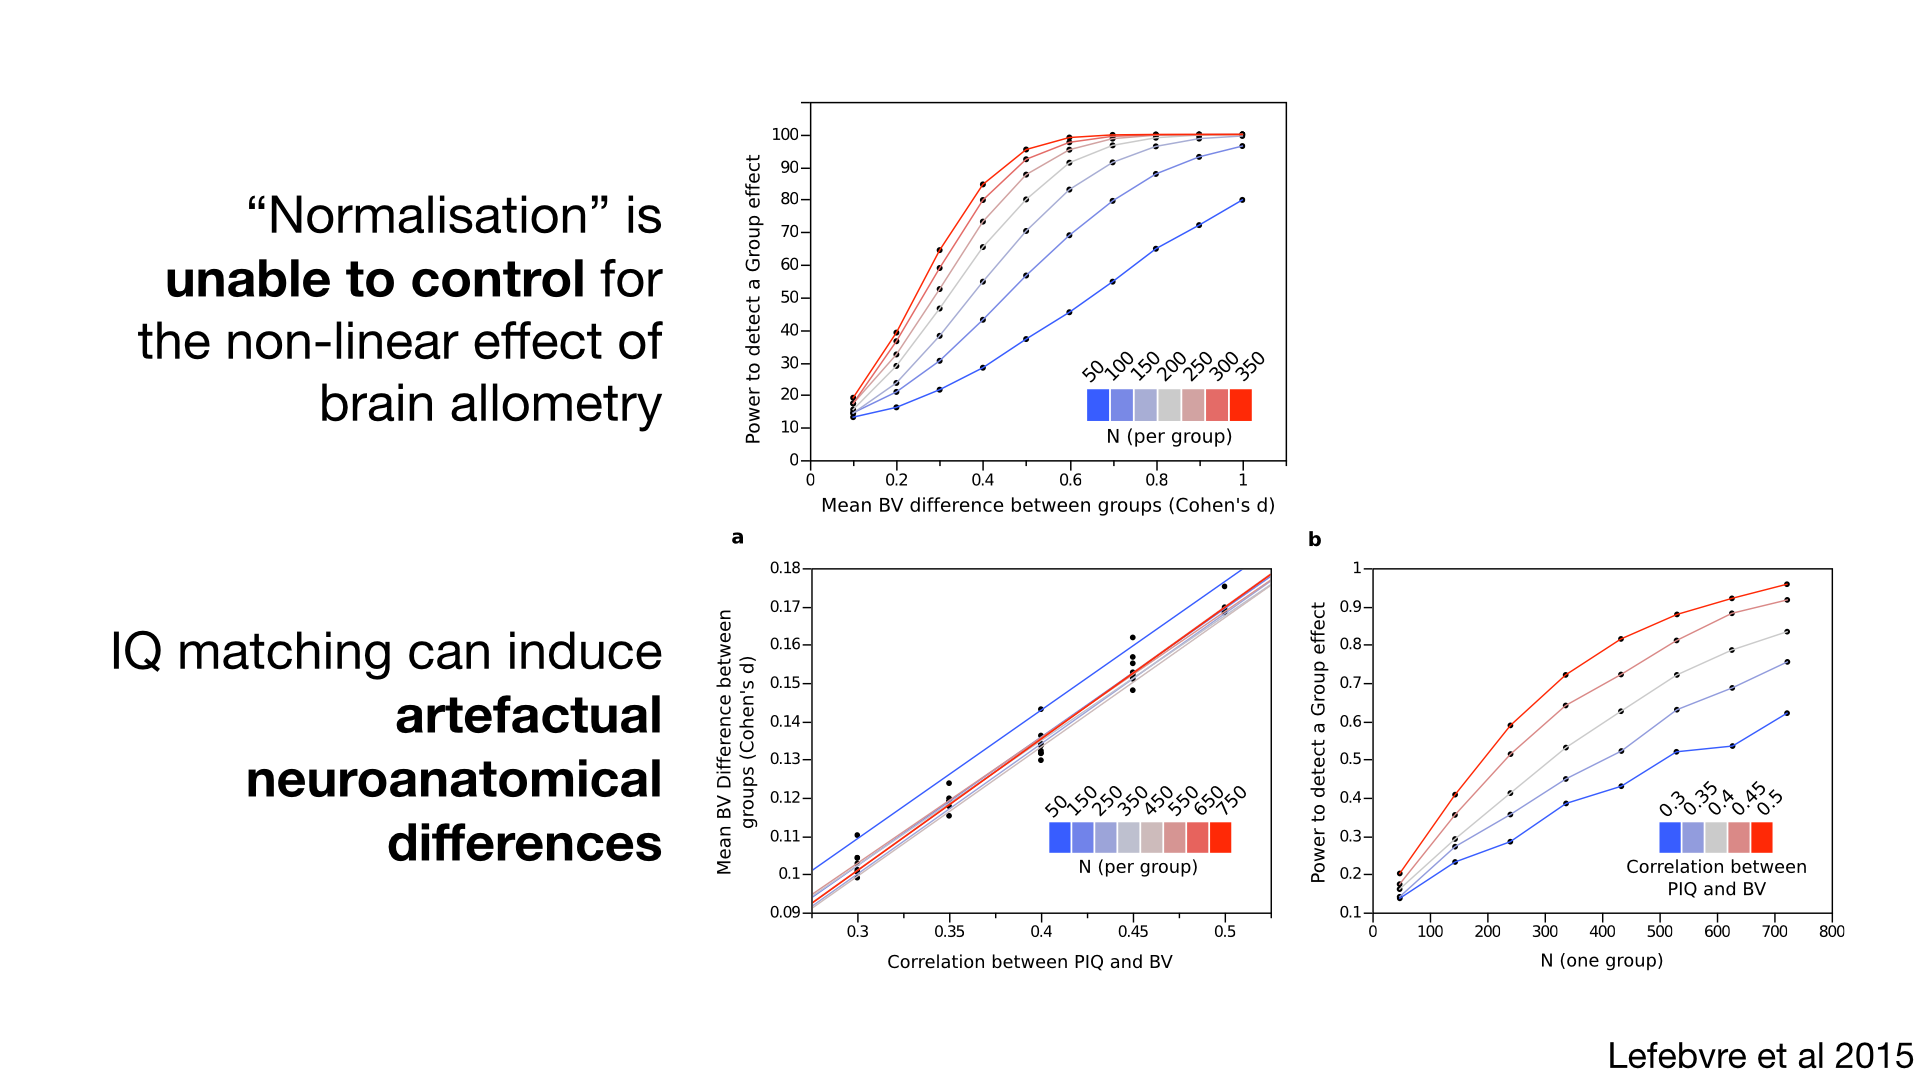 “Normalisation” is
unable to control for
the non-linear effect of
brain allometry
Power to detect a Group effect
100
90
80
70
60
50
40
30
20
10
0
0 0.2 0.4 0.6 0.8 1
Mean BV difference between groups (Cohen's d)
50 100 150 200 250 300 350
N (per group)
IQ matching can induce
artefactual
neuroanatomical
differences
a
Mean BV Difference between
groups (Cohen's d)
0.18
0.17
0.16
0.15
0.14
0.13
0.12
0.11
0.1
0.09
0.3 0.35 0.4 0.45 0.5
Correlation between PIQ and BV
50 150 250 350 450 550 650 750
N (per group)
b
Power to detect a Group effect
1
0.9
0.8
0.7
0.6
0.5
0.4
0.3
0.2
0.1
0 100 200 300 400 500 600 700 800
N (one group)
0.3 0.35 0.4 0.45 0.5
Correlation between
PIQ and BV
Lefebvre et al 2015